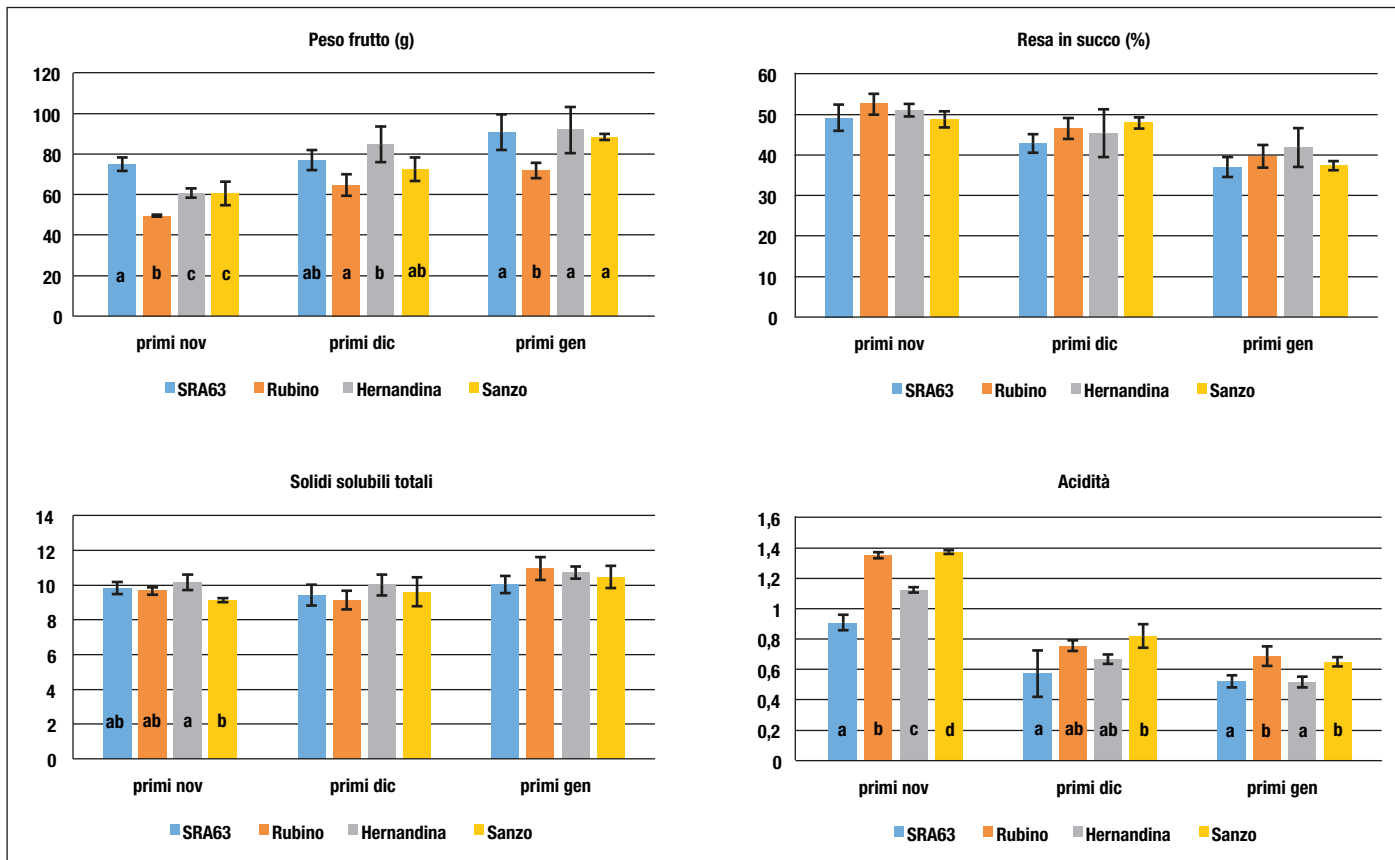 Peso frutto (g)
120
100
80
60
40
20
0
a b c c
ab a b ab
a b a a
primi nov primi dic primi gen
SRA63 Rubino Hernandina Sanzo
Resa in succo (%)
60
50
40
30
20
10
0
primi nov primi dic primi gen
SRA63 Rubino Hernandina Sanzo
Solidi solubili totali
14
12
10
8
6
4
2
0
ab ab a b
primi nov primi dic primi gen
SRA63 Rubino Hernandina Sanzo
Acidità
1,6
1,4
1,2
1
0,8
0,6
0,4
0,2
0
a b c d
a ab ab b
a b a b
primi nov primi dic primi gen
SRA63 Rubino Hernandina Sanzo